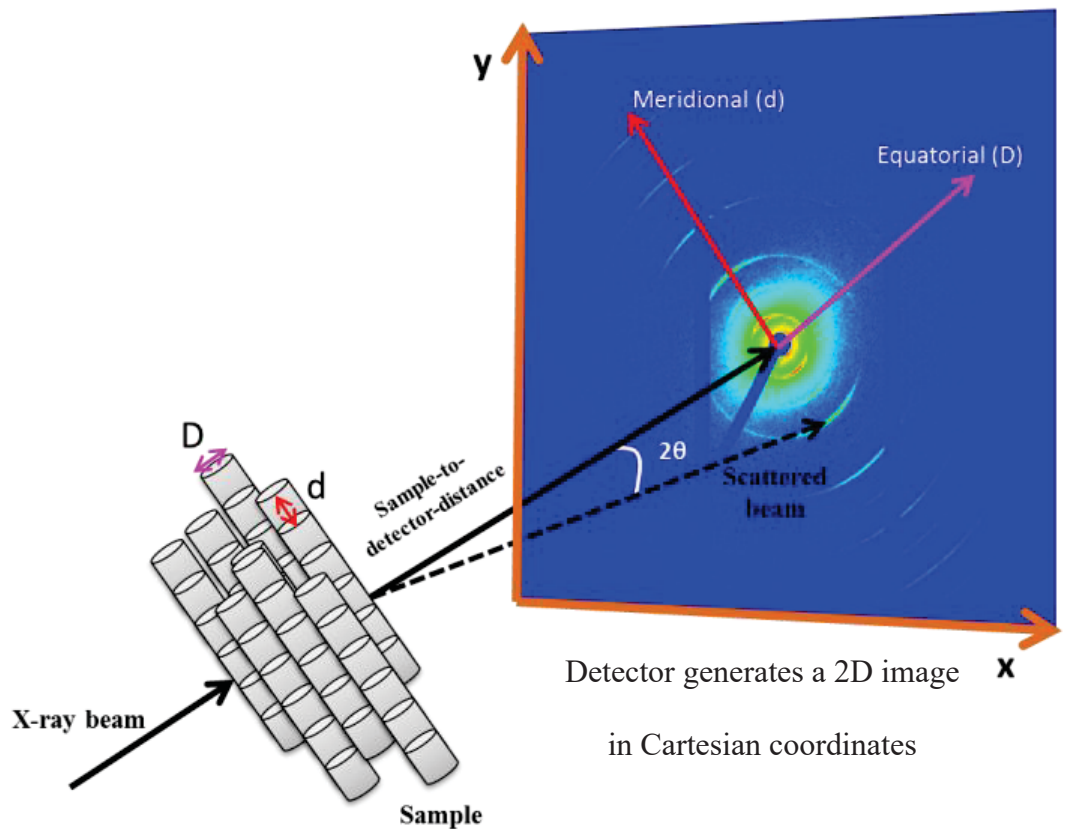 y
Meridional (d)
Equatorial (D)
2θ
Scattered
beam
D
d
Sample-to-
detector-distance
X-ray beam
Sample
x
Detector generates a 2D image
in Cartesian coordinates